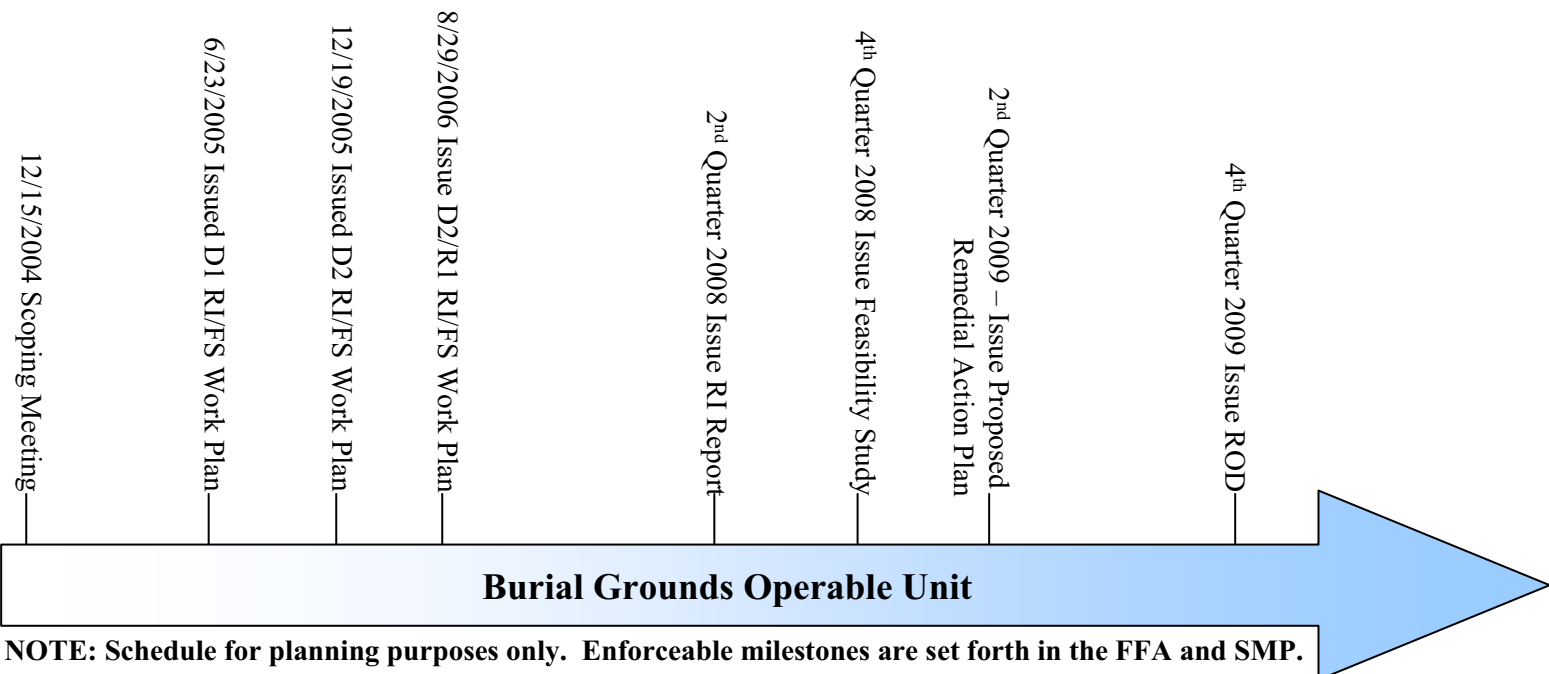 12/15/2004 Scoping Meeting
6/23/2005 Issued D1 RI/FS Work Plan
12/19/2005 Issued D2 RI/FS Work Plan
8/29/2006 Issue D2/R1 RI/FS Work Plan
2nd Quarter 2008 Issue RI Report
4th Quarter 2008 Issue Feasibility Study
2nd Quarter 2009 – Issue Proposed
Remedial Action Plan
4th Quarter 2009 Issue ROD
Burial Grounds Operable Unit
NOTE: Schedule for planning purposes only.  Enforceable milestones are set forth in the FFA and SMP.